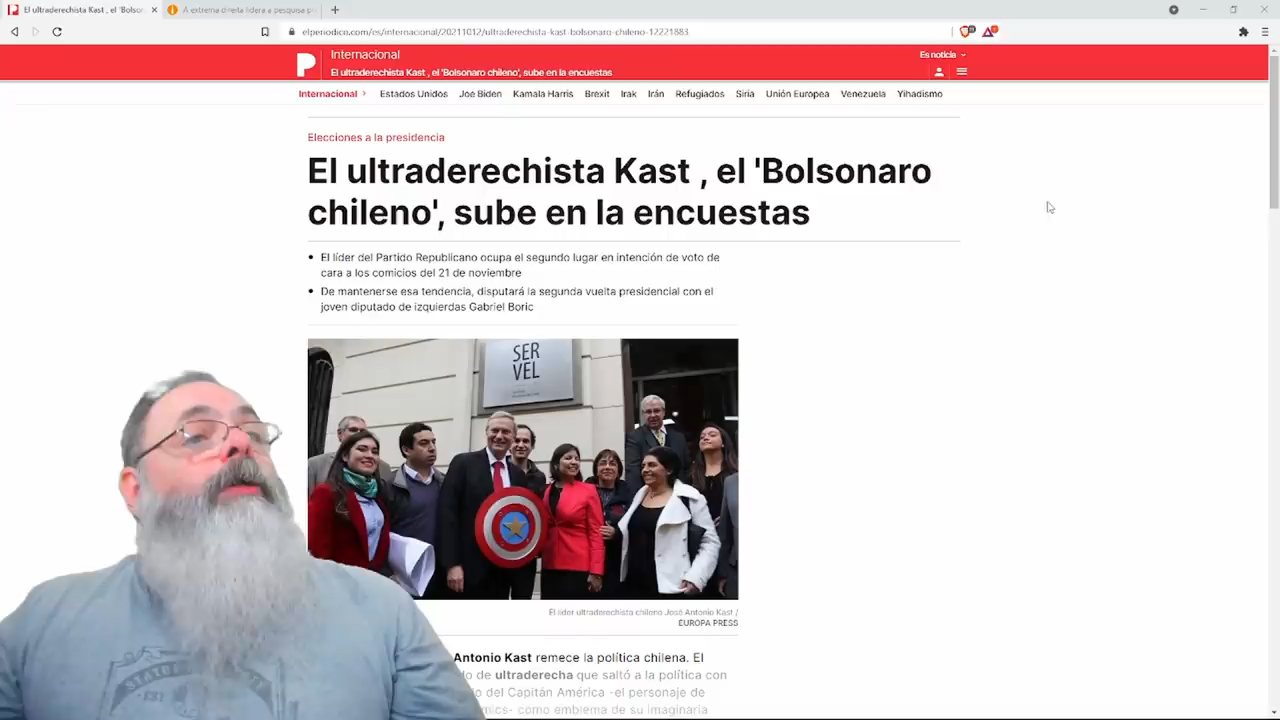 El ultraderechista Kast , el 'Bolsor
A extrema direita lidera a pesquisa pr
elperiodico.com/es/internacional/20211012/ultraderechista-kast-bolsonaro-chileno-12221883
Internacional
Es noticia
El ultraderechista Kast , el 'Bolsonaro chileno', sube en la encuestas
Internacional Estados Unidos Joe Biden Kamala Harris Brexit Irak Irán Refugiados Siria Unión Europea Venezuela Yihadismo
Elecciones a la presidencia
El ultraderechista Kast , el 'Bolsonaro
chileno', sube en la encuestas
El líder del Partido Republicano ocupa el segundo lugar en intención de voto de
cara a los comicios del 21 de noviembre
De mantenerse esa tendencia, disputará la segunda vuelta presidencial con el
joven diputado de izquierdas Gabriel Boric
SER
VEL
El líder ultraderechista chileno José Antonio Kast /
EUROPA PRESS
Antonio Kast remece la política chilena. El
do de ultraderecha que saltó a la política con
o del Capitán América -el personaje de
mics- como emblema de su imaginaria